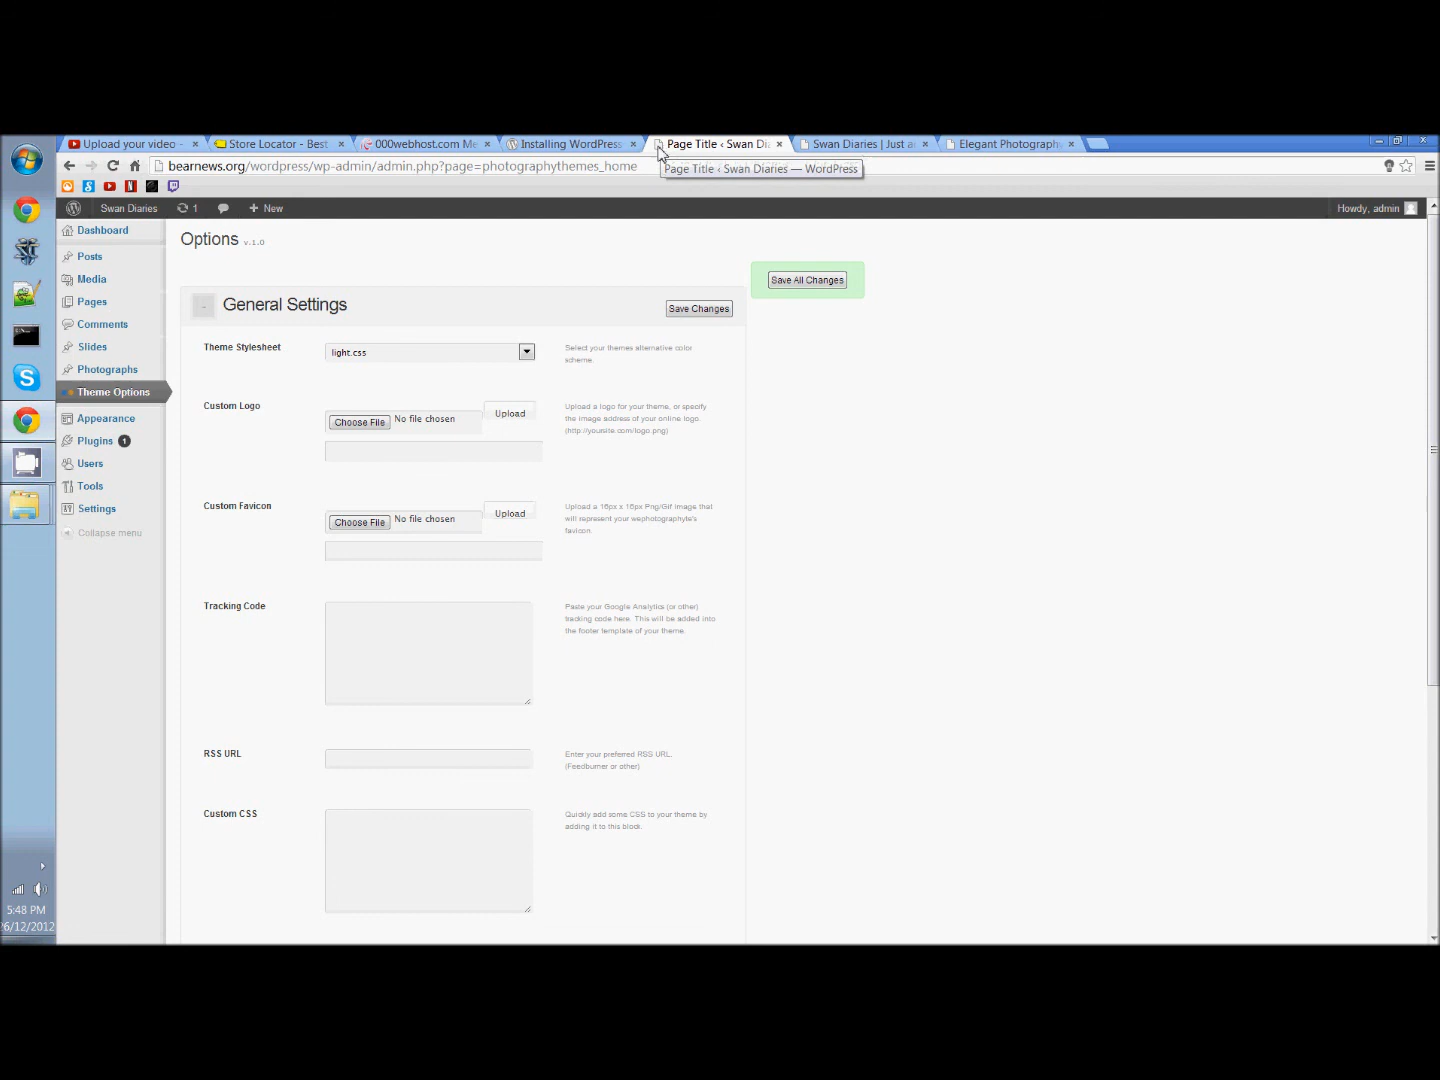 Upload your video -
Store Locator - Best
000webhost.com Me
Installing WordPress
Page Title ‹ Swan Dia
Swan Diaries | Just a
Elegant Photography
bearnews.org/wordpress/wp-admin/admin.php?page=photographythemes_home
Page Title ‹ Swan Diaries — WordPress
Swan Diaries
1
+ New
Howdy, admin
Dashboard
Posts
Media
Pages
Comments
Slides
Photographs
Theme Options
Appearance
Plugins 1
Users
Tools
Settings
Collapse menu
Options v.1.0
Save All Changes
General Settings
Save Changes
Theme Stylesheet
light.css
Select your themes alternative color
scheme.
Custom Logo
Choose File No file chosen
Upload
Upload a logo for your theme, or specify
the image address of your online logo.
(http://yoursite.com/logo.png)
Custom Favicon
Choose File No file chosen
Upload
Upload a 16px x 16px Png/Gif image that
will represent your wephotographyte's
favicon.
Tracking Code
Paste your Google Analytics (or other)
tracking code here. This will be added into
the footer template of your theme.
RSS URL
Enter your preferred RSS URL.
(Feedburner or other)
Custom CSS
Quickly add some CSS to your theme by
adding it to this block.
5:48 PM
26/12/2012